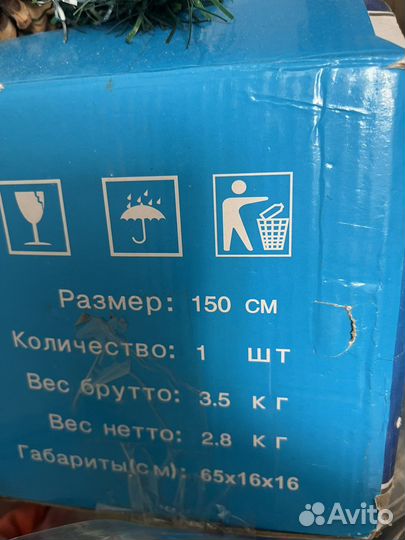 Размер: 150 СМ
Количество: 1 ШТ
Вес брутто: 3.5 КГ
Вес нетто: 2.8 КГ
Габариты(см): 65х16х16
Avito